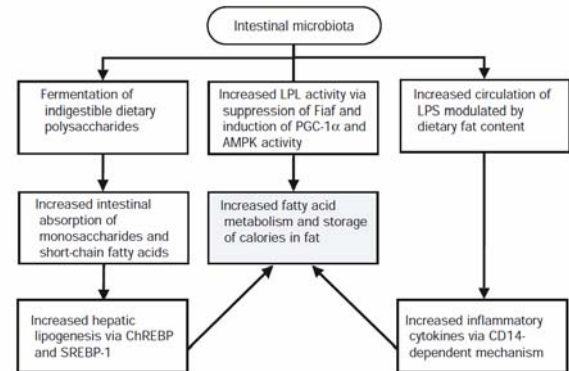 Intestinal microbiota
Fermentation of
indigestible dietary
polysaccharides
Increased LPL activity via
suppression of Fiaf and
induction of PGC-1α and
AMPK activity
Increased circulation of
LPS modulated by
dietary fat content
Increased intestinal
absorption of
monosaccharides and
short-chain fatty acids
Increased fatty acid
metabolism and storage
of calories in fat
Increased hepatic
lipogenesis via ChREBP
and SREBP-1
Increased inflammatory
cytokines via CD14-
dependent mechanism